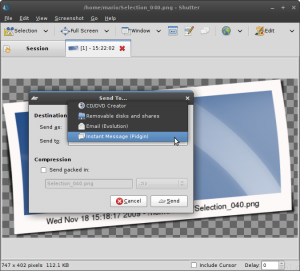 /home/mario/Selection_040.png - Shutter
File Edit View Screenshot Go Help
Selection Full Screen Window Edit
Session [1] - 15:22:02
Send To...
Destination
CD/DVD Creator
Removable disks and shares
Send as: Email (Evolution)
Send to: Instant Message (Pidgin)
Compression
Send packed in:
Selection_040.png .7z
Cancel Send
Wed Nov 18 15:18:17 2009
Selection_040.png
747 x 402 pixels 112.1 KB Include Cursor Delay: 0